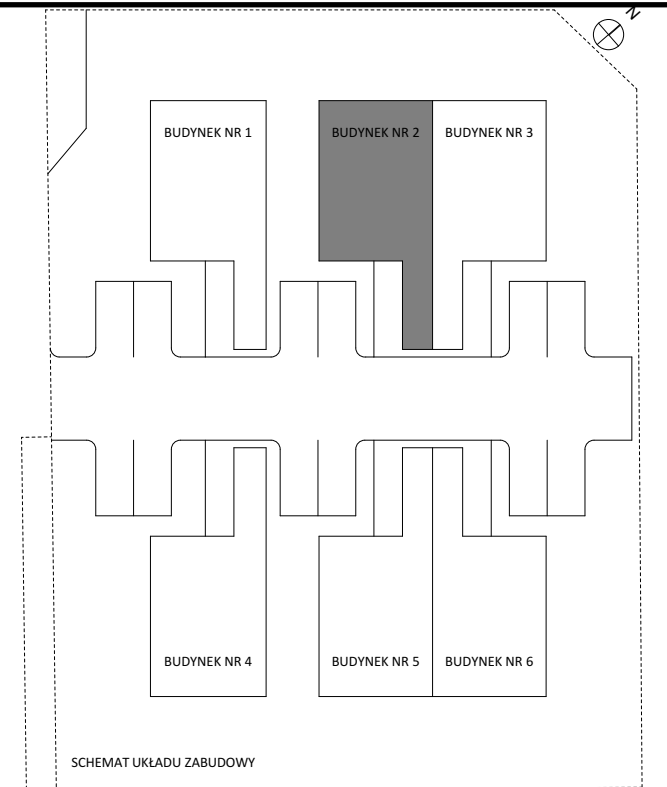 N
BUDYNEK NR 1
BUDYNEK NR 2
BUDYNEK NR 3
BUDYNEK NR 4
BUDYNEK NR 5
BUDYNEK NR 6
SCHEMAT UKŁADU ZABUDOWY